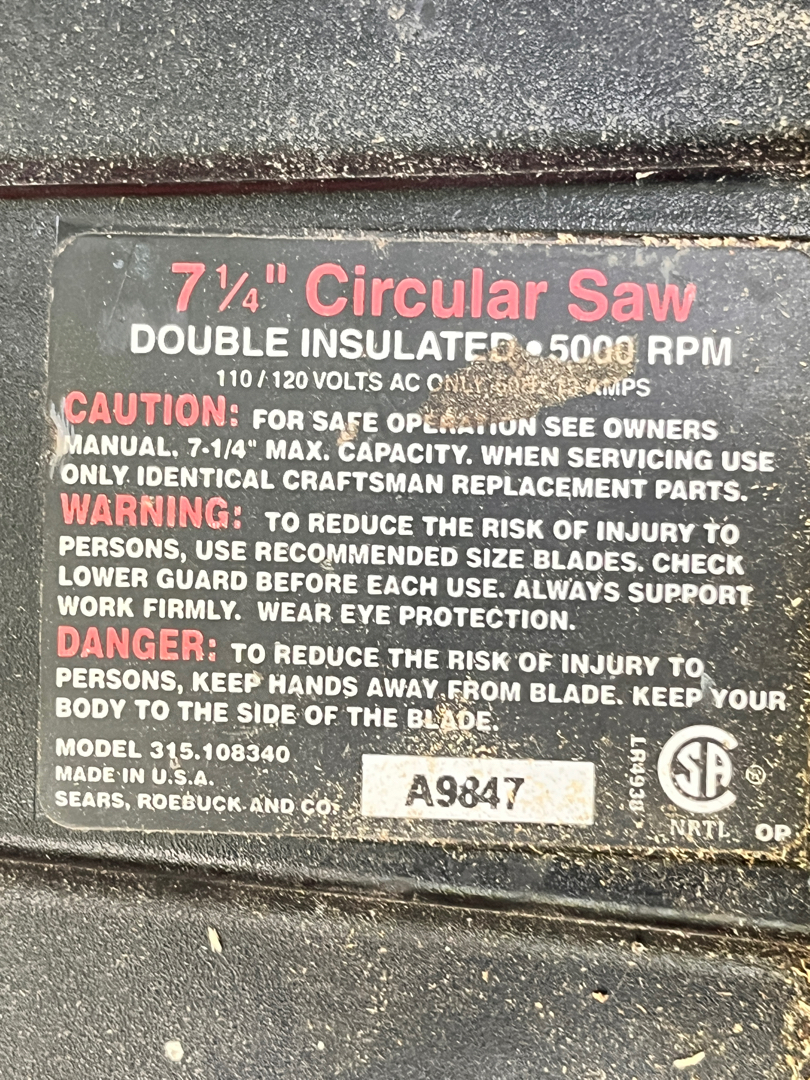 7 1/4" Circular Saw
DOUBLE INSULATED • 5000 RPM
110 / 120 VOLTS AC ONLY AMPS
CAUTION: FOR SAFE OPERATION SEE OWNERS
MANUAL. 7-1/4" MAX. CAPACITY. WHEN SERVICING USE
ONLY IDENTICAL CRAFTSMAN REPLACEMENT PARTS.
WARNING: TO REDUCE THE RISK OF INJURY TO
PERSONS, USE RECOMMENDED SIZE BLADES. CHECK
LOWER GUARD BEFORE EACH USE. ALWAYS SUPPORT
WORK FIRMLY. WEAR EYE PROTECTION.
DANGER: TO REDUCE THE RISK OF INJURY TO
PERSONS, KEEP HANDS AWAY FROM BLADE. KEEP YOUR
BODY TO THE SIDE OF THE BLADE.
MODEL 315.108340
MADE IN U.S.A.
SEARS, ROEBUCK AND CO.
A9847
SA ®
NRTL OP